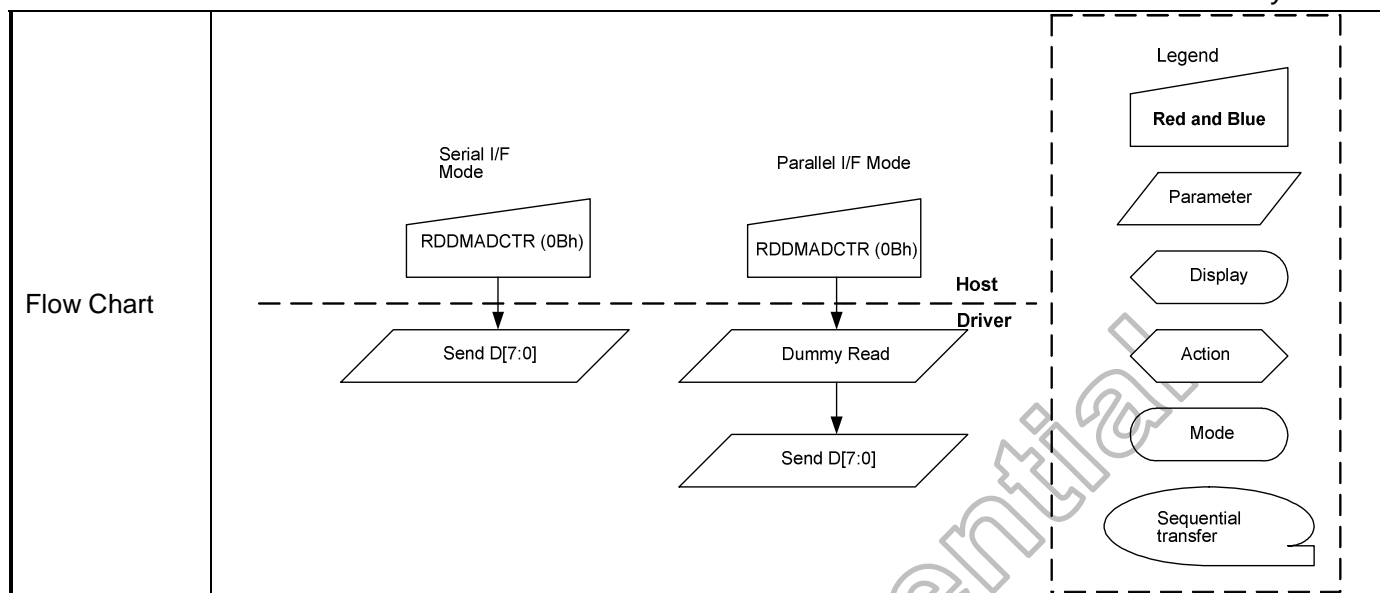 Flow Chart
Serial I/F
Mode
RDDMADCTR (0Bh)
Send D[7:0]
Parallel I/F Mode
RDDMADCTR (0Bh)
Host
Driver
Dummy Read
Send D[7:0]
Legend
Red and Blue
Parameter
Display
Action
Mode
Sequential
transfer